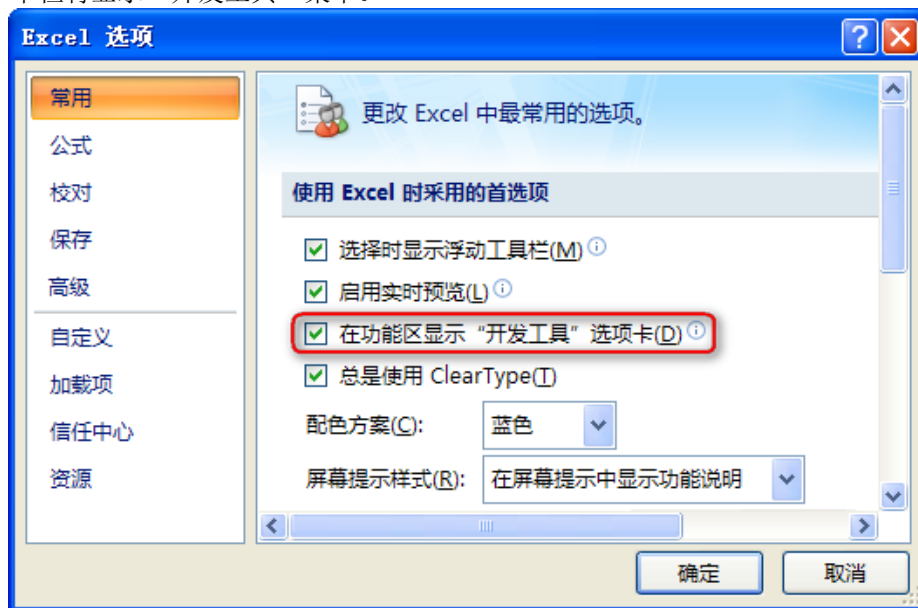 Excel 选项
常用
公式
校对
保存
高级
自定义
加载项
信任中心
资源
更改 Excel 中最常用的选项。
使用 Excel 时采用的首选项
选择时显示浮动工具栏(M)
启用实时预览(L)
在功能区显示“开发工具”选项卡(D)
总是使用 ClearType(T)
配色方案(C): 蓝色
屏幕提示样式(R): 在屏幕提示中显示功能说明
确定 取消